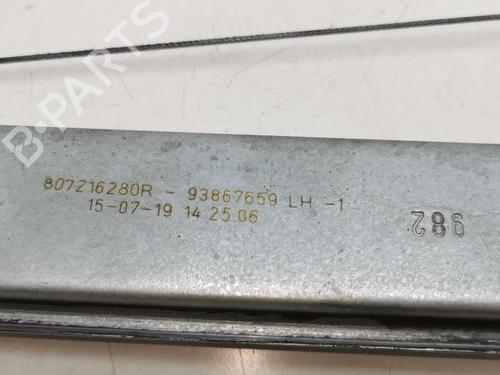 B-PARTS
807216280R - 93867659 LH -1
15-07-19 14 25 06
982